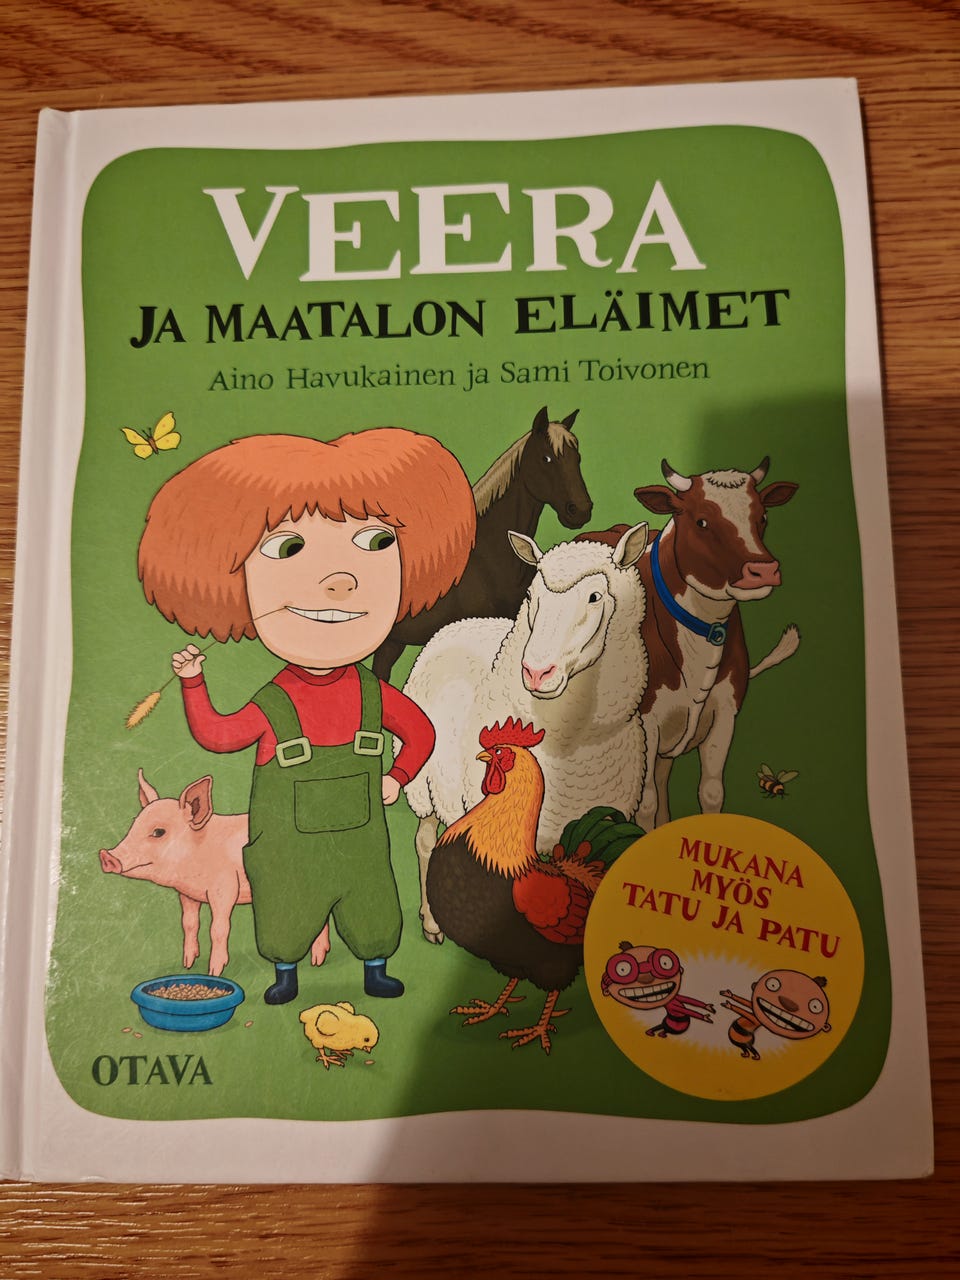 VEERA
JA MAATALON ELÄIMET
Aino Havukainen ja Sami Toivonen
MUKANA
MYÖS
TATU JA PATU
OTAVA